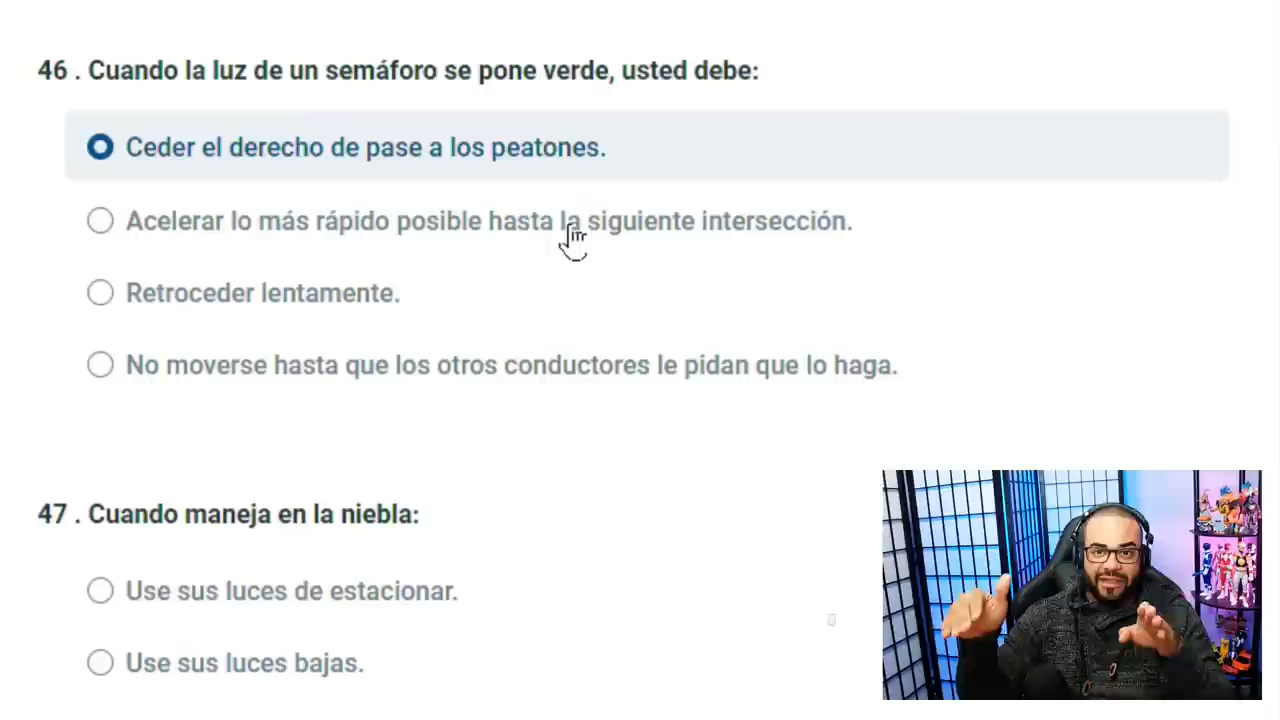 46 . Cuando la luz de un semáforo se pone verde, usted debe:
Ceder el derecho de pase a los peatones.
Acelerar lo más rápido posible hasta la siguiente intersección.
Retroceder lentamente.
No moverse hasta que los otros conductores le pidan que lo haga.
47 . Cuando maneja en la niebla:
Use sus luces de estacionar.
Use sus luces bajas.